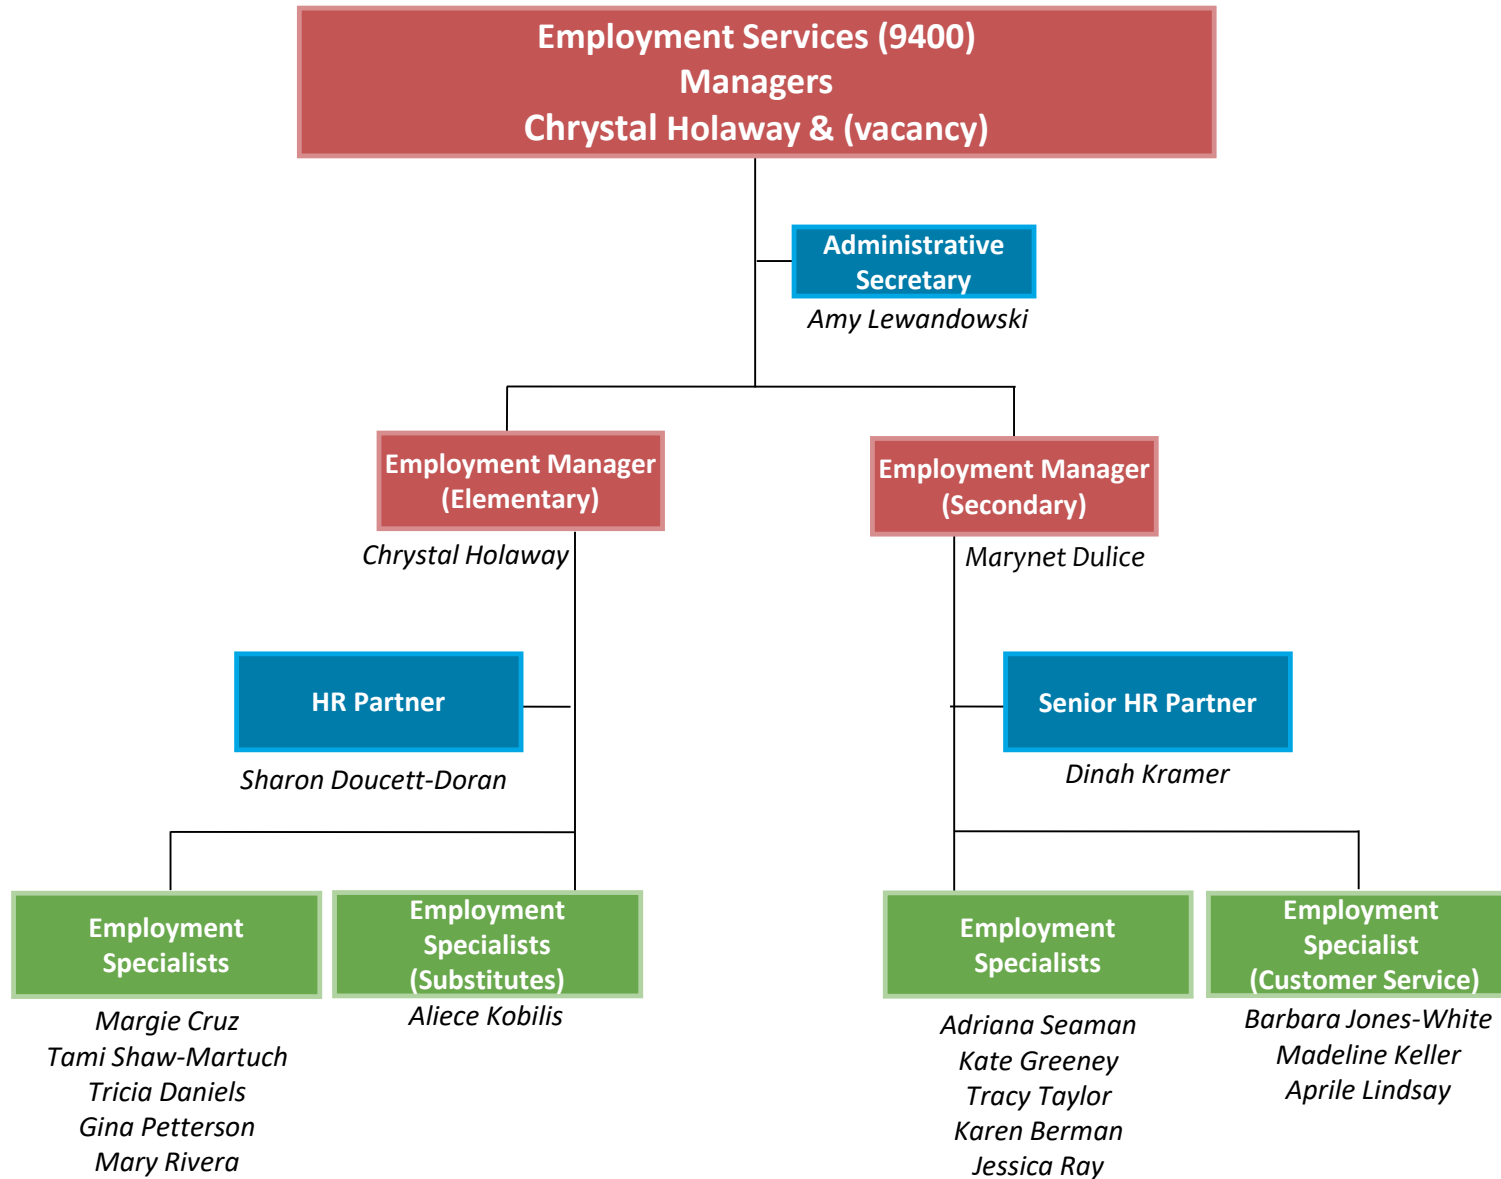 Employment Services (9400)
Managers
Chrystal Holaway & (vacancy)
Administrative
Secretary
Amy Lewandowski
Employment Manager
(Elementary)
Chrystal Holaway
Employment Manager
(Secondary)
Marynet Dulice
HR Partner
Sharon Doucett-Doran
Senior HR Partner
Dinah Kramer
Employment
Specialists
Margie Cruz
Tami Shaw-Martuch
Tricia Daniels
Gina Petterson
Mary Rivera
Employment
Specialists
(Substitutes)
Aliece Kobilis
Employment
Specialists
Adriana Seaman
Kate Greeney
Tracy Taylor
Karen Berman
Jessica Ray
Employment
Specialist
(Customer Service)
Barbara Jones-White
Madeline Keller
Aprile Lindsay